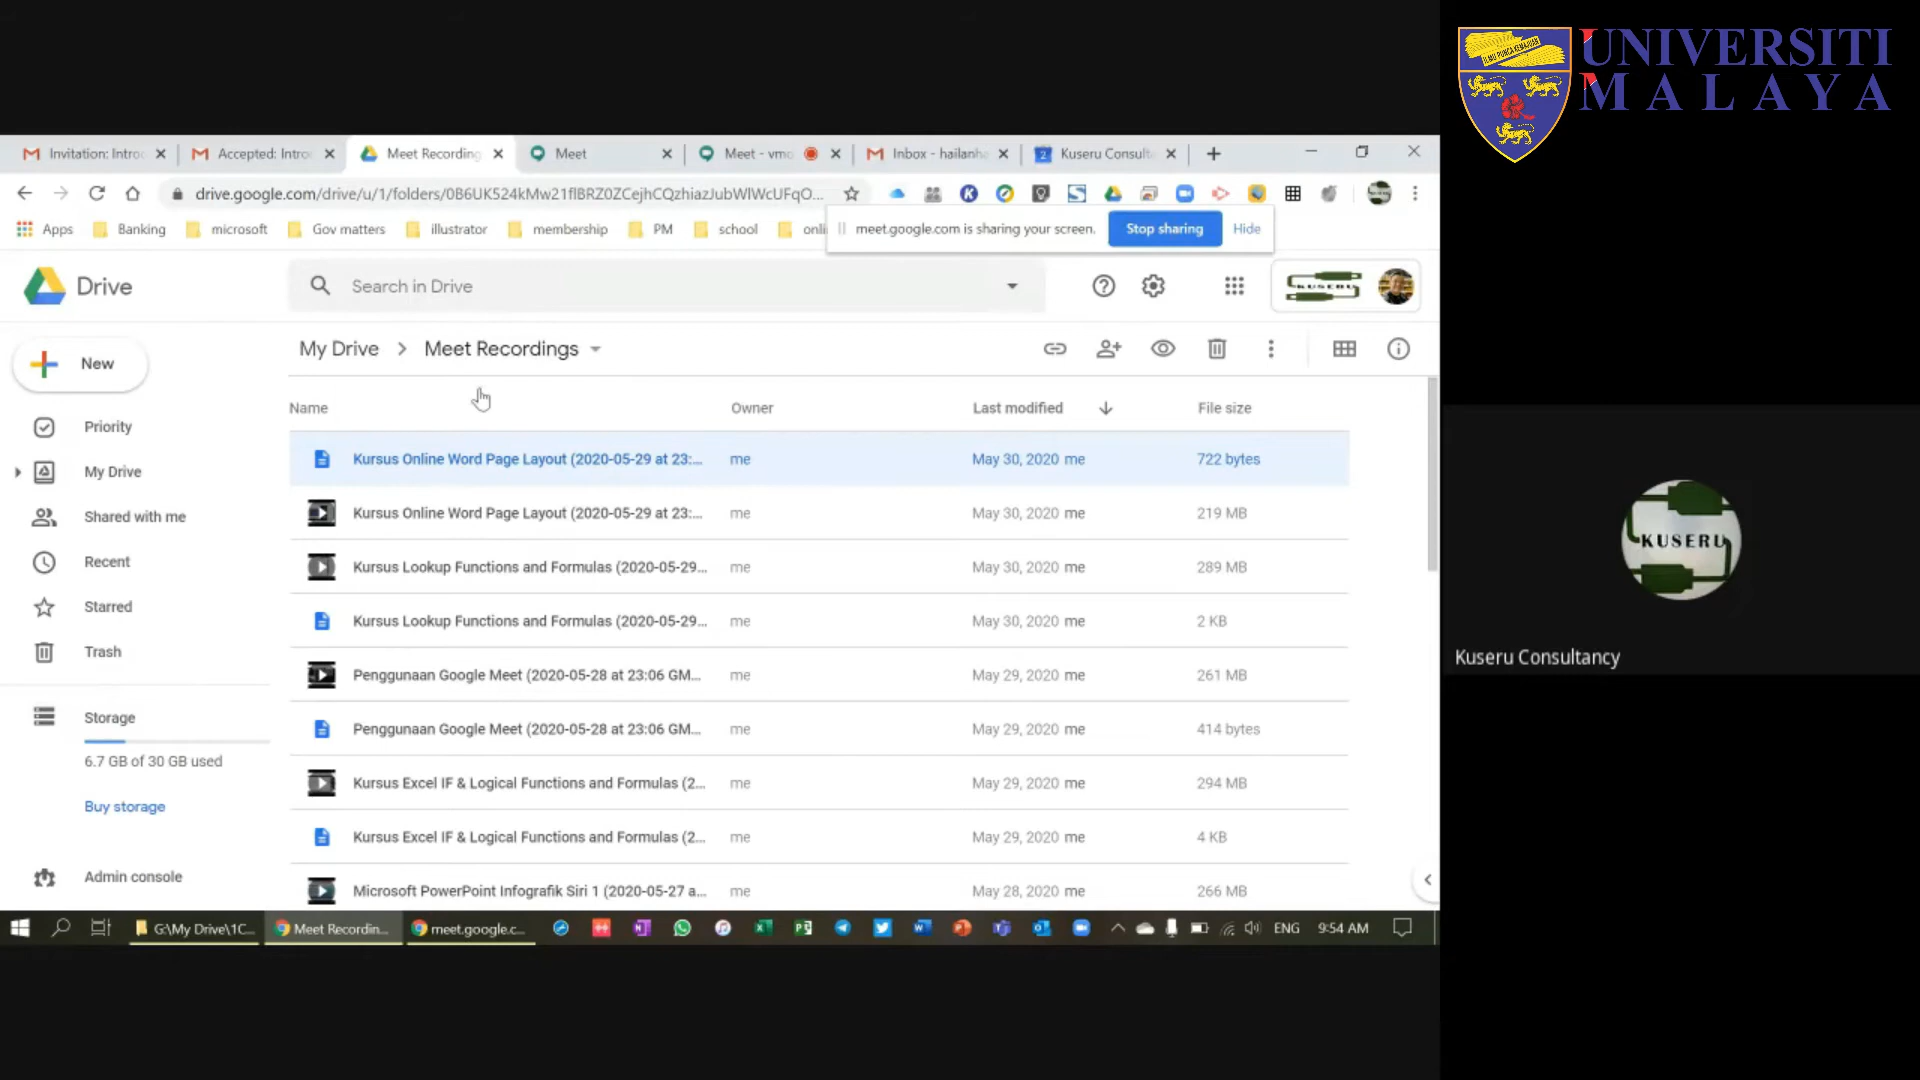 UNIVERSITI
MALAYA
ILMU PUNCA KEMAJUAN
Invitation: Introd
Accepted: Introd
Meet Recording
Meet
Meet - vmo
Inbox - hailanha
Kuseru Consult
drive.google.com/drive/u/1/folders/
Apps
Banking
microsoft
Gov matters
illustrator
membership
PM
school
onli
meet.google.com is sharing your screen.
Stop sharing
Hide
Drive
Search in Drive
KUSERU
New
My Drive
Meet Recordings
Name
Owner
Last modified
File size
Priority
My Drive
Shared with me
Recent
Starred
Trash
Storage
6.7 GB of 30 GB used
Buy storage
Admin console
Kursus Online Word Page Layout (2020-05-29 at 23:... me May 30, 2020 me 722 bytes
Kursus Online Word Page Layout (2020-05-29 at 23:... me May 30, 2020 me 219 MB
Kursus Lookup Functions and Formulas (2020-05-29... me May 30, 2020 me 289 MB
Kursus Lookup Functions and Formulas (2020-05-29... me May 30, 2020 me 2 KB
Penggunaan Google Meet (2020-05-28 at 23:06 GM... me May 29, 2020 me 261 MB
Penggunaan Google Meet (2020-05-28 at 23:06 GM... me May 29, 2020 me 414 bytes
Kursus Excel IF & Logical Functions and Formulas (2... me May 29, 2020 me 294 MB
Kursus Excel IF & Logical Functions and Formulas (2... me May 29, 2020 me 4 KB
Microsoft PowerPoint Infografik Siri 1 (2020-05-27 a... me May 28, 2020 me 266 MB
KUSERU
Kuseru Consultancy
G:\My Drive\1C...
Meet Recordin...
meet.google.c...
ENG
9:54 AM